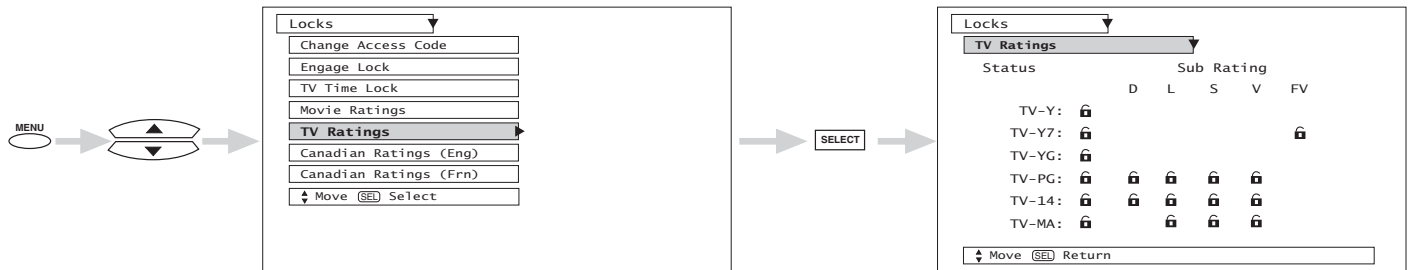 MENU
Locks
Change Access Code
Engage Lock
TV Time Lock
Movie Ratings
TV Ratings
Canadian Ratings (Eng)
Canadian Ratings (Frn)
Move SEL Select
SELECT
Locks
TV Ratings
Status Sub Rating
D L S V FV
TV-Y:
TV-Y7:
TV-YG:
TV-PG:
TV-14:
TV-MA:
Move SEL Return